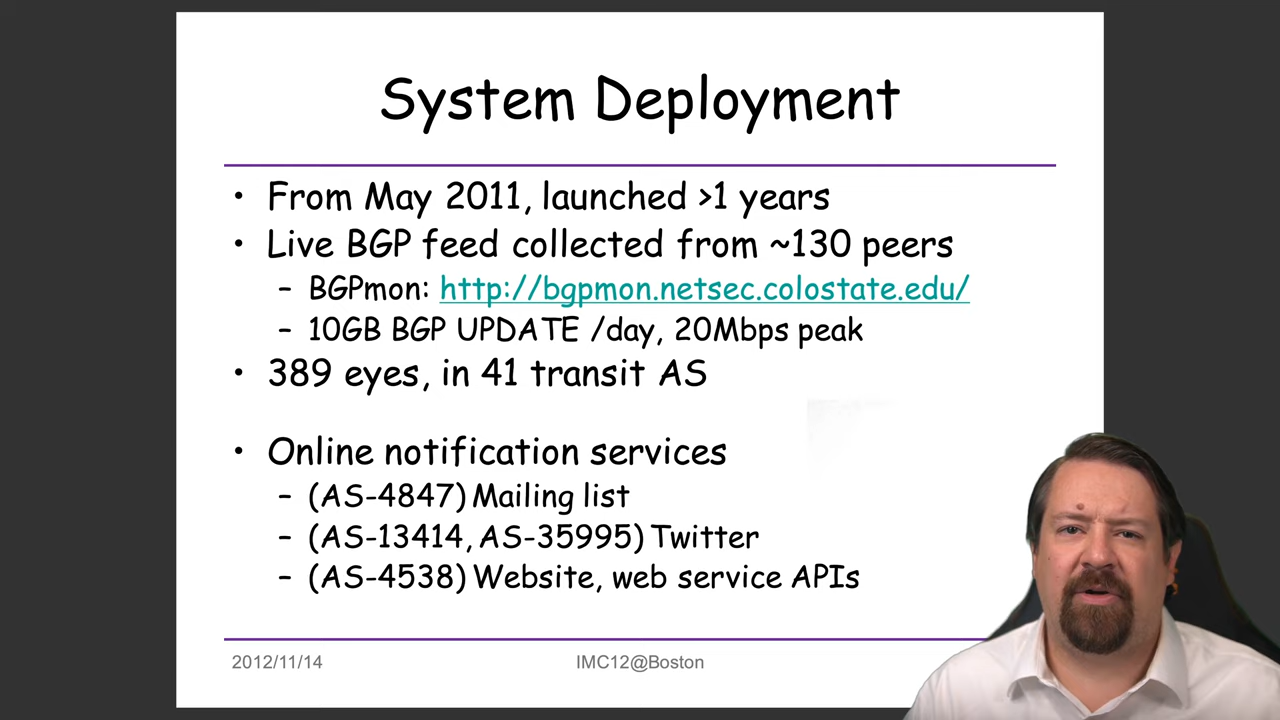 System Deployment
• From May 2011, launched >1 years
• Live BGP feed collected from ~130 peers
– BGPmon: http://bgpmon.netsec.colostate.edu/
– 10GB BGP UPDATE /day, 20Mbps peak
• 389 eyes, in 41 transit AS
• Online notification services
– (AS-4847) Mailing list
– (AS-13414, AS-35995) Twitter
– (AS-4538) Website, web service APIs
2012/11/14 IMC12@Boston